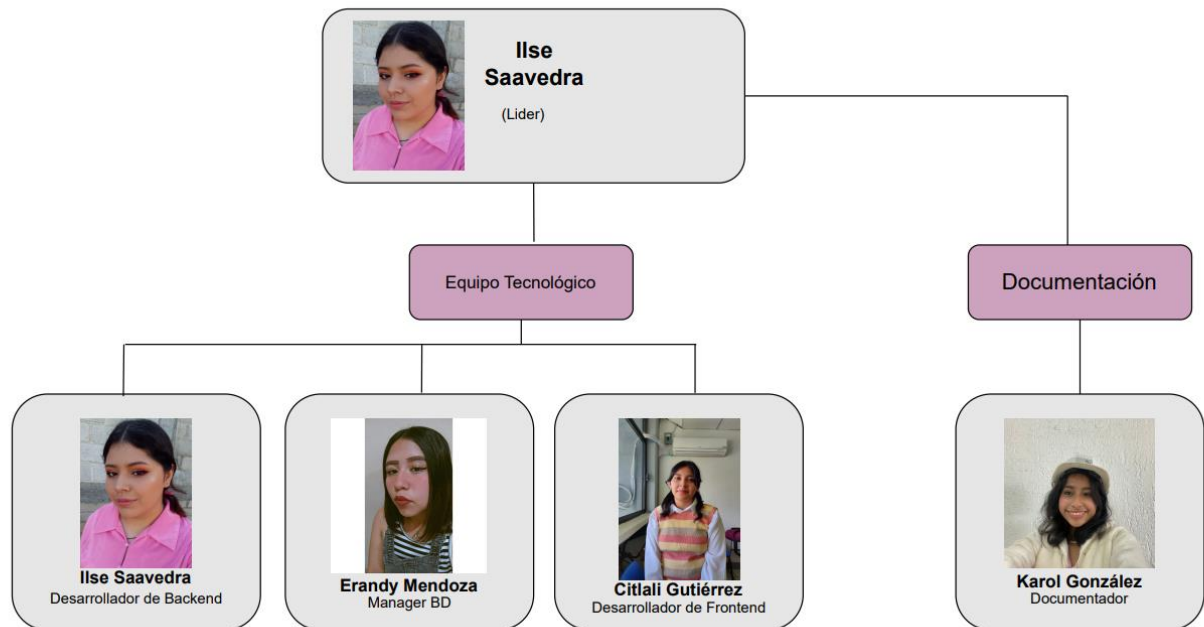 Ilse
Saavedra
(Lider)
Equipo Tecnológico
Documentación
Ilse Saavedra
Desarrollador de Backend
Erandy Mendoza
Manager BD
Citlali Gutiérrez
Desarrollador de Frontend
Karol González
Documentador